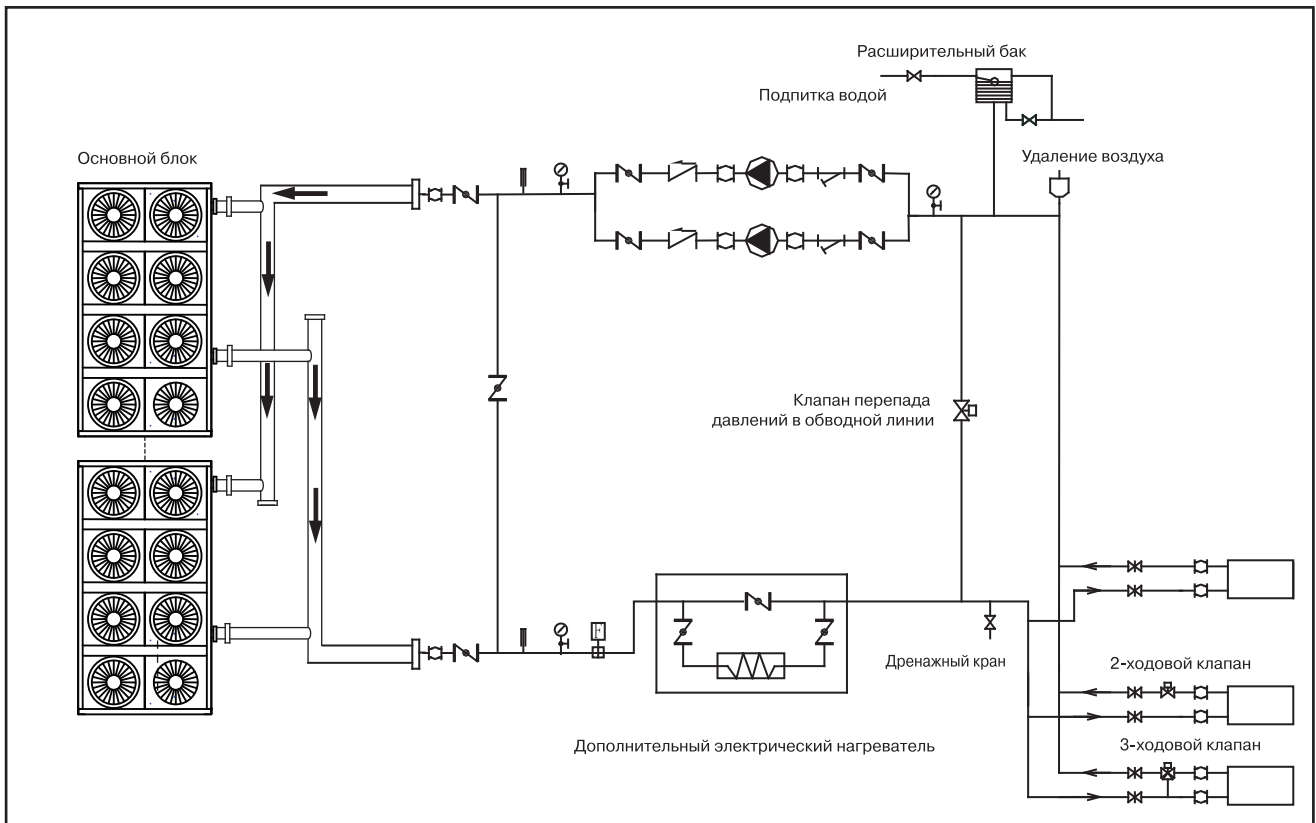 Расширительный бак
Подпитка водой
Основной блок
Удаление воздуха
Клапан перепада
давлений в обводной линии
Дренажный кран
2-ходовой клапан
3-ходовой клапан
Дополнительный электрический нагреватель